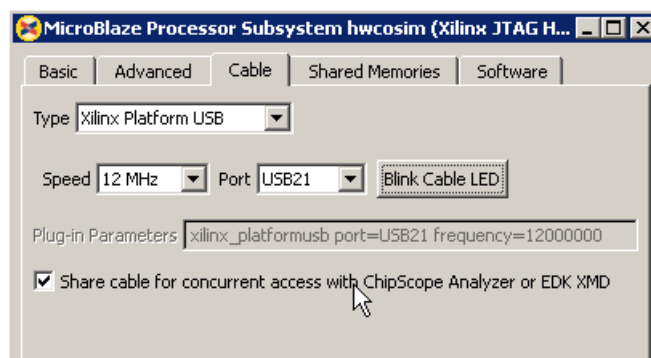 MicroBlaze Processor Subsystem hwcosim (Xilinx JTAG H...
Basic Advanced Cable Shared Memories Software
Type Xilinx Platform USB
Speed 12 MHz Port USB21 Blink Cable LED
Plug-in Parameters xilinx_platformusb port=USB21 frequency=12000000
Share cable for concurrent access with ChipScope Analyzer or EDK XMD